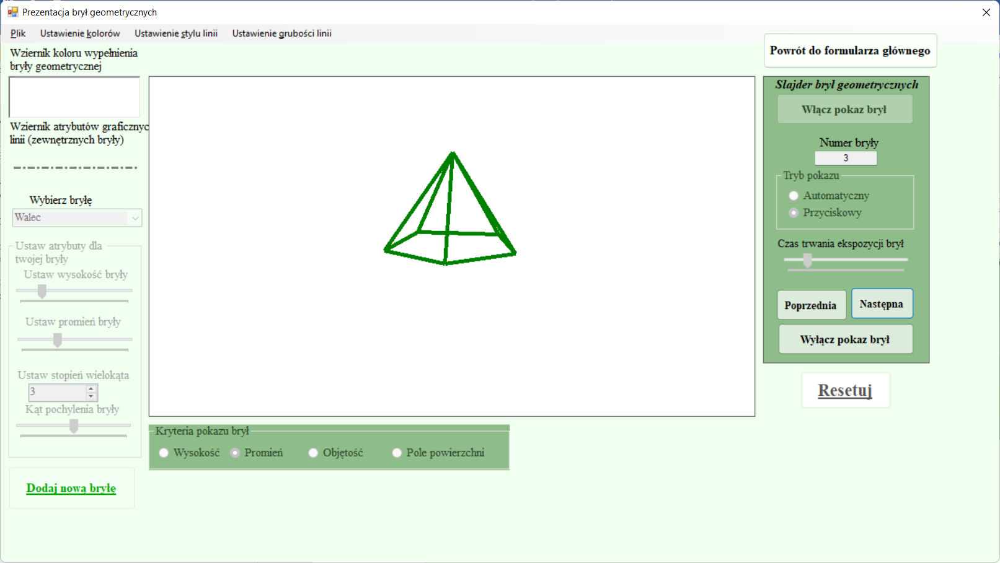 Prezentacja brył geometrycznych
Plik Ustawienie kolorów Ustawienie stylu linii Ustawienie grubości linii
Powrót do formularza głównego
Wziernik koloru wypełnienia
bryły geometrycznej
Wziernik atrybutów graficznyc
linii (zewnętrznych bryły)
Wybierz bryłę
Walec
Ustaw atrybuty dla
twojej bryły
Ustaw wysokość bryły
Ustaw promień bryły
Ustaw stopień wielokąta
3
Kąt pochylenia bryły
Dodaj nową bryłę
Kryteria pokazu brył
Wysokość Promień Objętość Pole powierzchni
Slajder brył geometrycznych
Włącz pokaz brył
Numer bryły
3
Tryb pokazu
Automatyczny
Przyciskowy
Czas trwania ekspozycji brył
Poprzednia Następna
Wyłącz pokaz brył
Resetuj